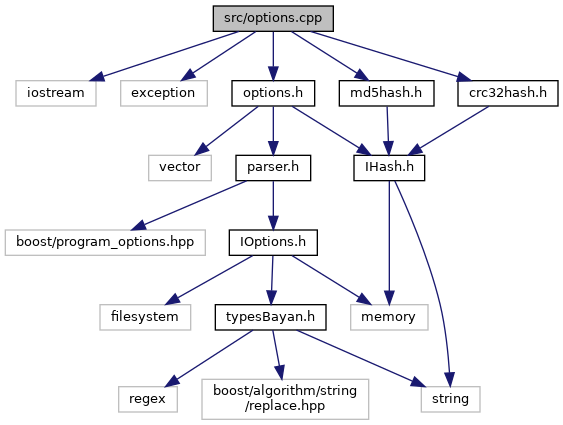 src/options.cpp
iostream
exception
options.h
md5hash.h
crc32hash.h
vector
parser.h
IHash.h
boost/program_options.hpp
IOptions.h
filesystem
typesBayan.h
memory
regex
boost/algorithm/string
/replace.hpp
string